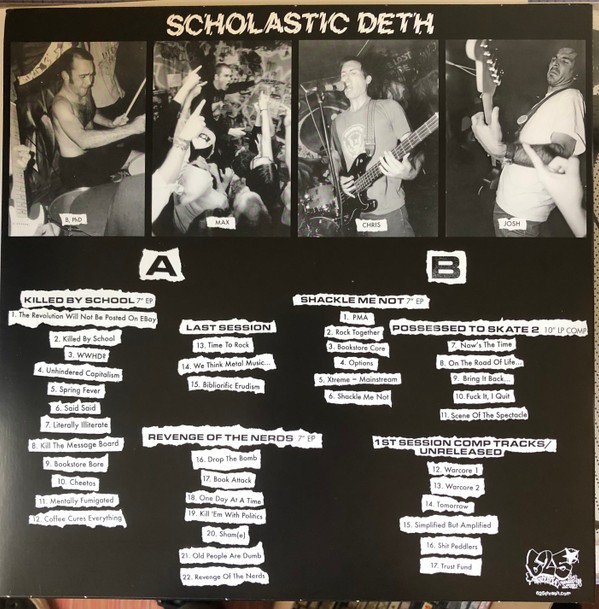 SCHOLASTIC DETH
B, PhD
MAX
CHRIS
JOSH
A
KILLED BY SCHOOL 7" EP
1. The Revolution Will Not Be Posted On EBay
2. Killed By School
3. WWHD?
4. Unhindered Capitalism
5. Spring Fever
6. Said Said
7. Literally Illiterate
8. Kill The Message Board
9. Bookstore Bore
10. Cheetos
11. Mentally Fumigated
12. Coffee Cures Everything
LAST SESSION
13. Time To Rock
14. We Think Metal Music...
15. Bibliorific Erudism
REVENGE OF THE NERDS 7" EP
16. Drop The Bomb
17. Book Attack
18. One Day At A Time
19. Kill 'Em With Politics
20. Sham(e)
21. Old People Are Dumb
22. Revenge Of The Nerds
B
SHACKLE ME NOT 7" EP
1. PMA
2. Rock Together
3. Bookstore Core
4. Options
5. Xtreme = Mainstream
6. Shackle Me Not
POSSESSED TO SKATE 2 10" LP COMP
7. Now's The Time
8. On The Road Of Life...
9. Bring It Back...
10. Fuck It, I Quit
11. Scene Of The Spectacle
1ST SESSION COMP TRACKS/
UNRELEASED
12. Warcore 1
13. Warcore 2
14. Tomorrow
15. Simplified But Amplified
16. Shit Peddlers
17. Trust Fund
625thrash.com